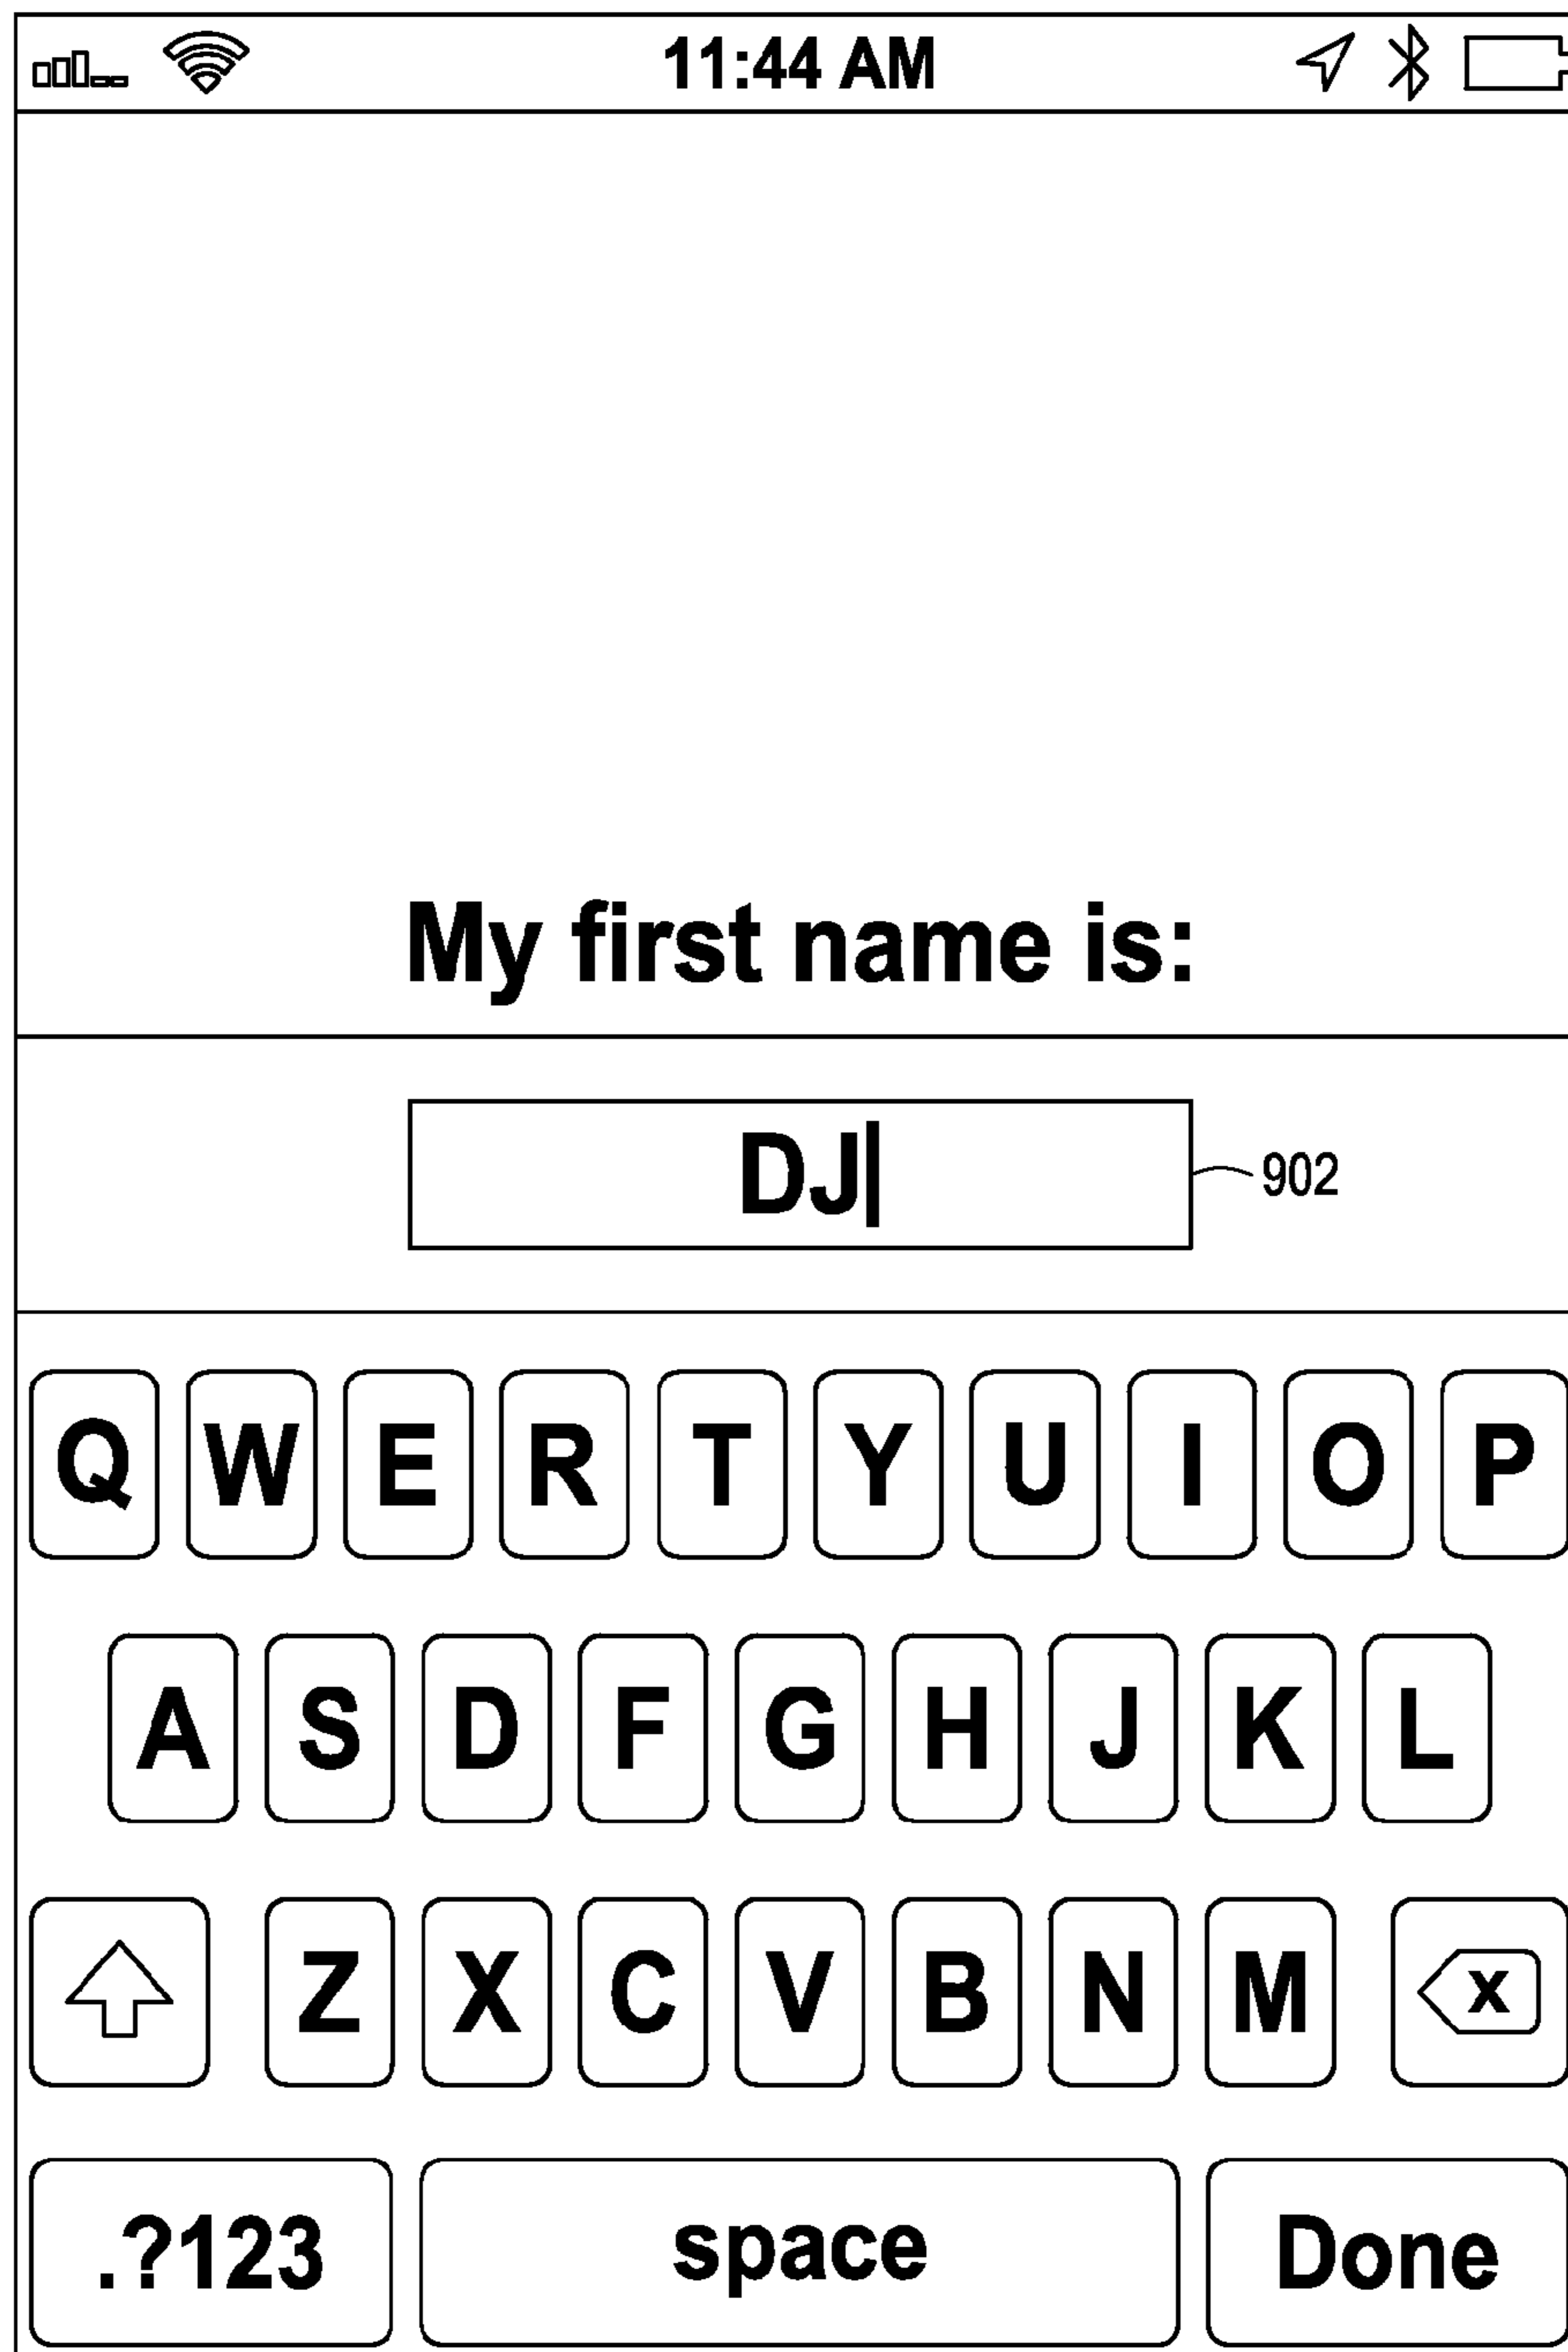 11:44 AM
My first name is:
DJ
902
Q W E R T Y U I O P
A S D F G H J K L
Z X C V B N M X
.?123 space Done